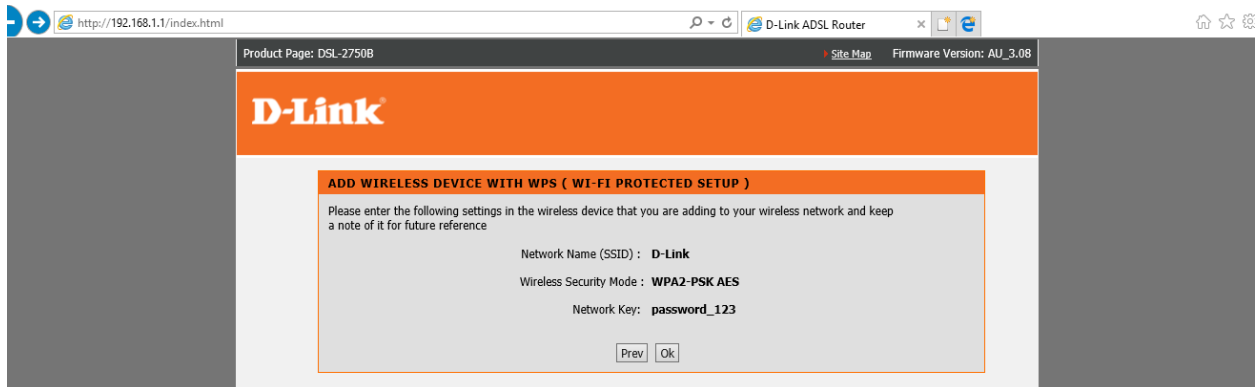 http://192.168.1.1/index.html
D-Link ADSL Router
Product Page: DSL-2750B
Site Map
Firmware Version: AU_3.08
D-Link
ADD WIRELESS DEVICE WITH WPS ( WI-FI PROTECTED SETUP )
Please enter the following settings in the wireless device that you are adding to your wireless network and keep
a note of it for future reference
Network Name (SSID) : D-Link
Wireless Security Mode : WPA2-PSK AES
Network Key: password_123
Prev Ok